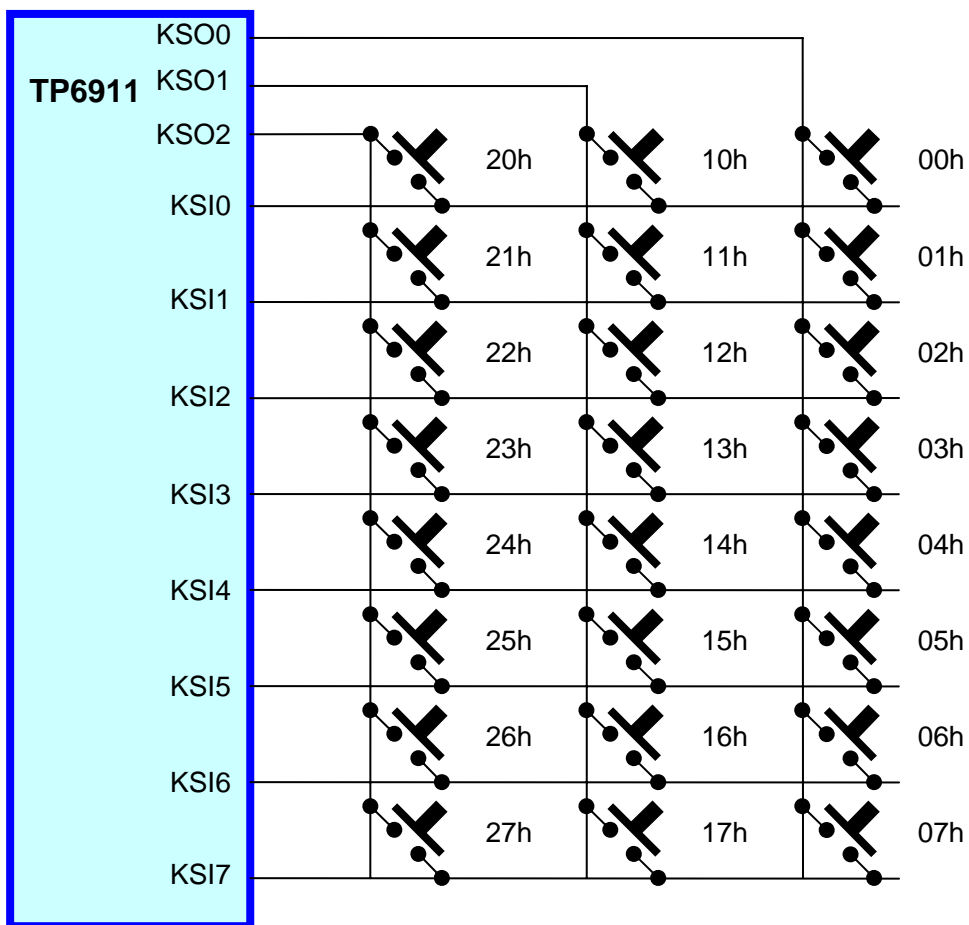 KSO0
KSO1
TP6911
KSO2
20h 10h 00h
KSI0
21h 11h 01h
KSI1
22h 12h 02h
KSI2
23h 13h 03h
KSI3
24h 14h 04h
KSI4
25h 15h 05h
KSI5
26h 16h 06h
KSI6
27h 17h 07h
KSI7